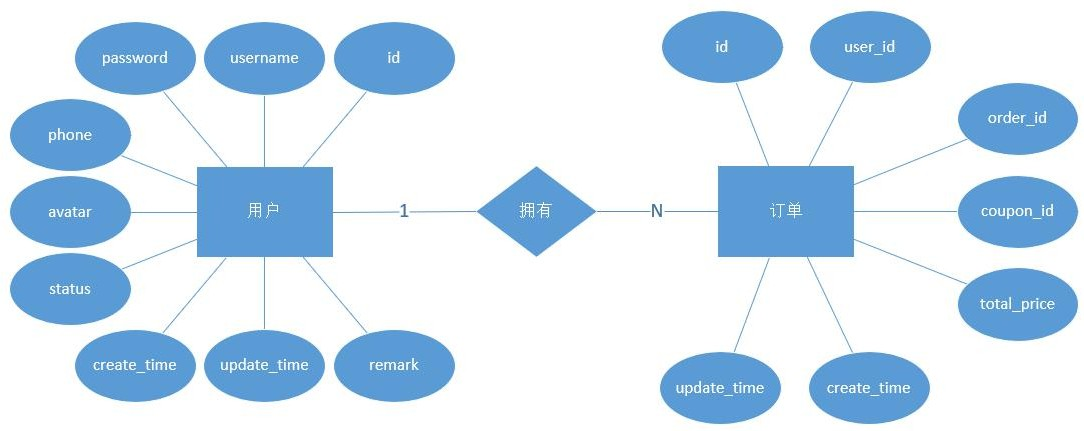 password
username
id
phone
avatar
status
用户
create_time
update_time
remark
1
拥有
N
id
user_id
order_id
订单
coupon_id
total_price
update_time
create_time